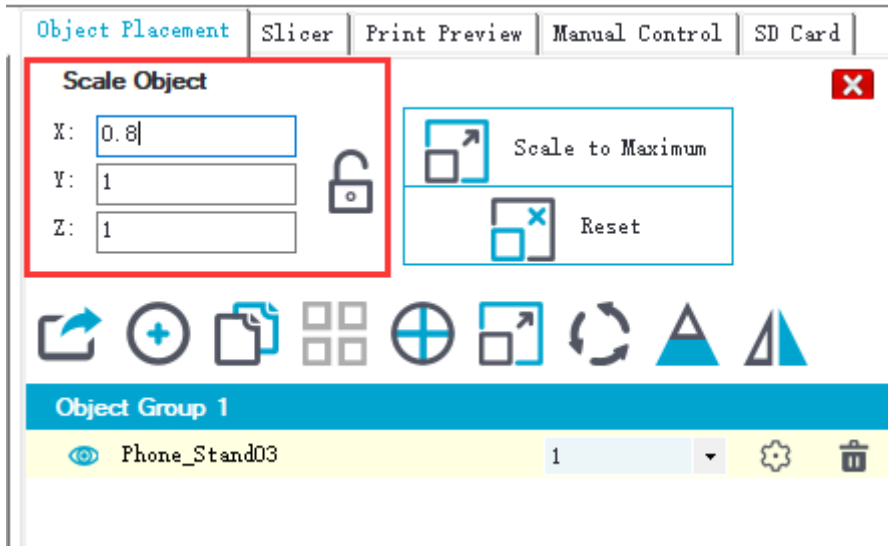 Object Placement Slicer Print Preview Manual Control SD Card
Scale Object
X: 0.8
Y: 1
Z: 1
Scale to Maximum
Reset
Object Group 1
Phone_Stand03 1